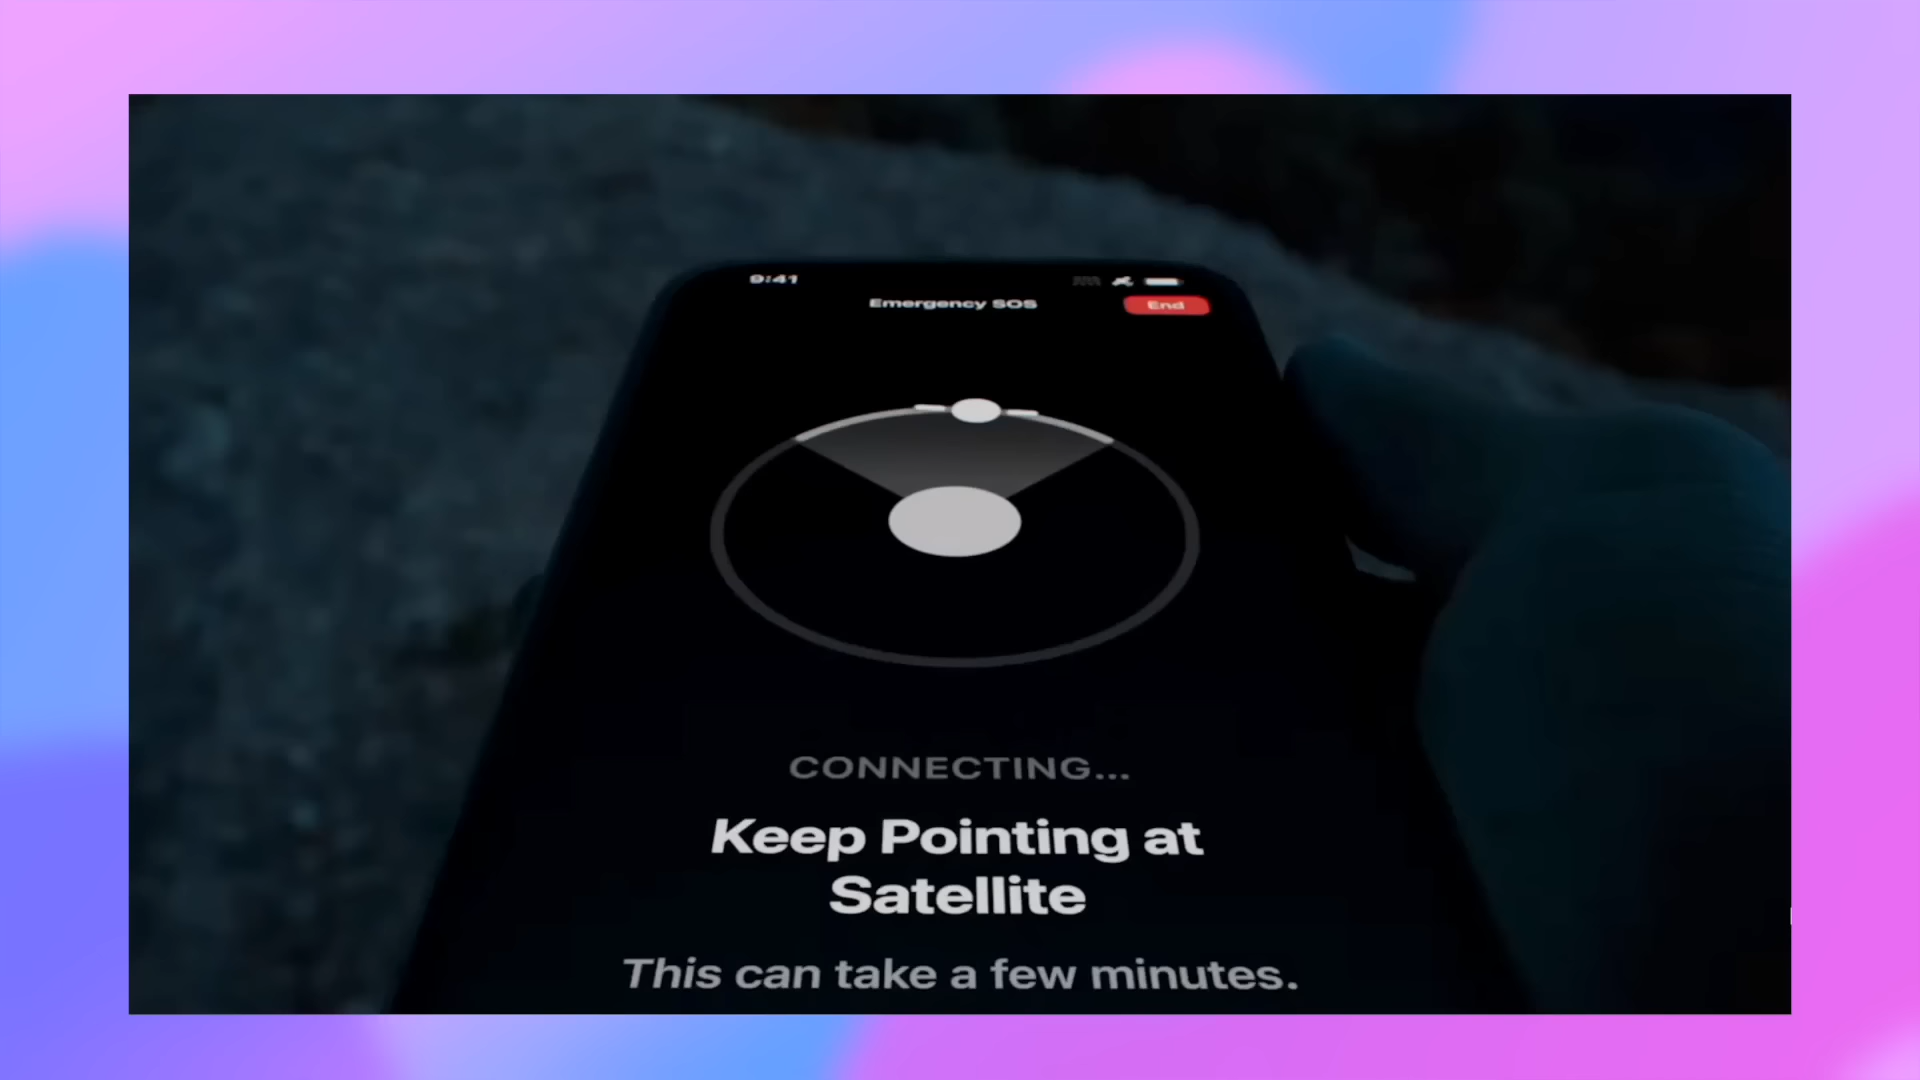 9:41
Emergency SOS
End
CONNECTING...
Keep Pointing at
Satellite
This can take a few minutes.